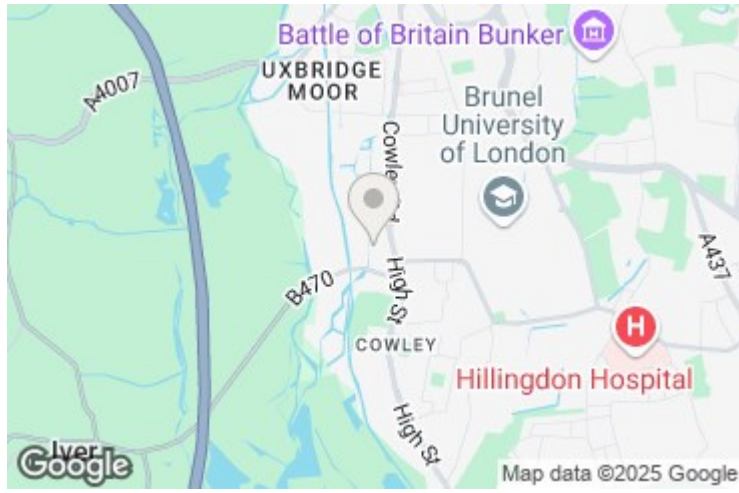 Battle of Britain Bunker
A4007
UXBRIDGE
MOOR
Brunel
University
of London
Cowley
A437
B470
High St
COWLEY
H
Hillingdon Hospital
High St
Iver
Google
Map data ©2025 Google